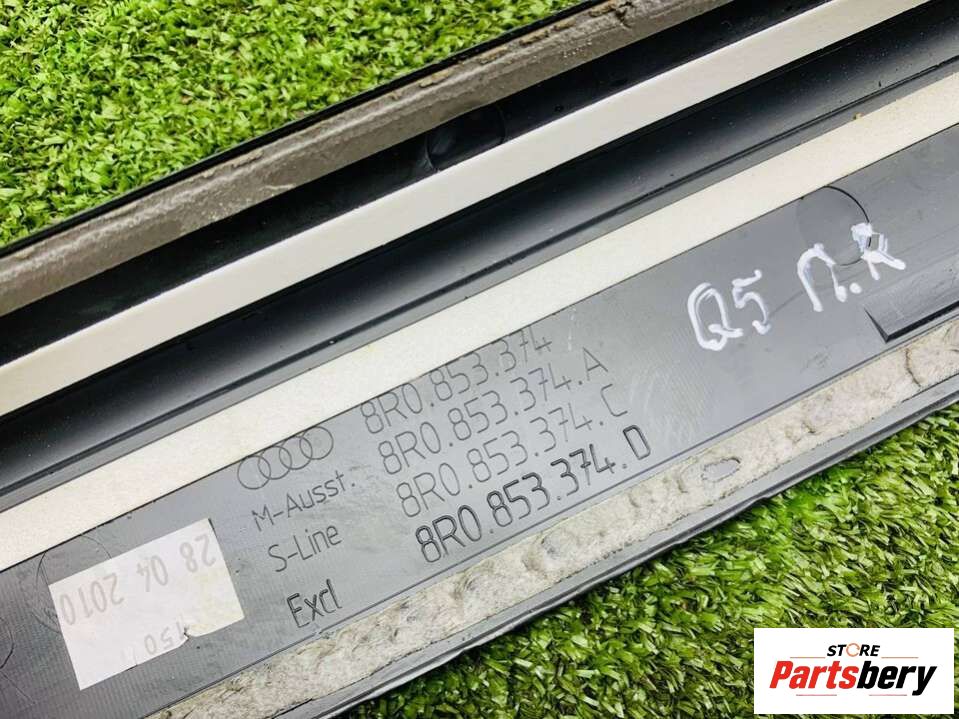 8R0.853.374
8R0.853.374.A
M-Ausst. 8R0.853.374.C
S-Line 8R0.853.374.D
Excl
Q5 П.R
28 04 2010
150
STORE
Partsbery